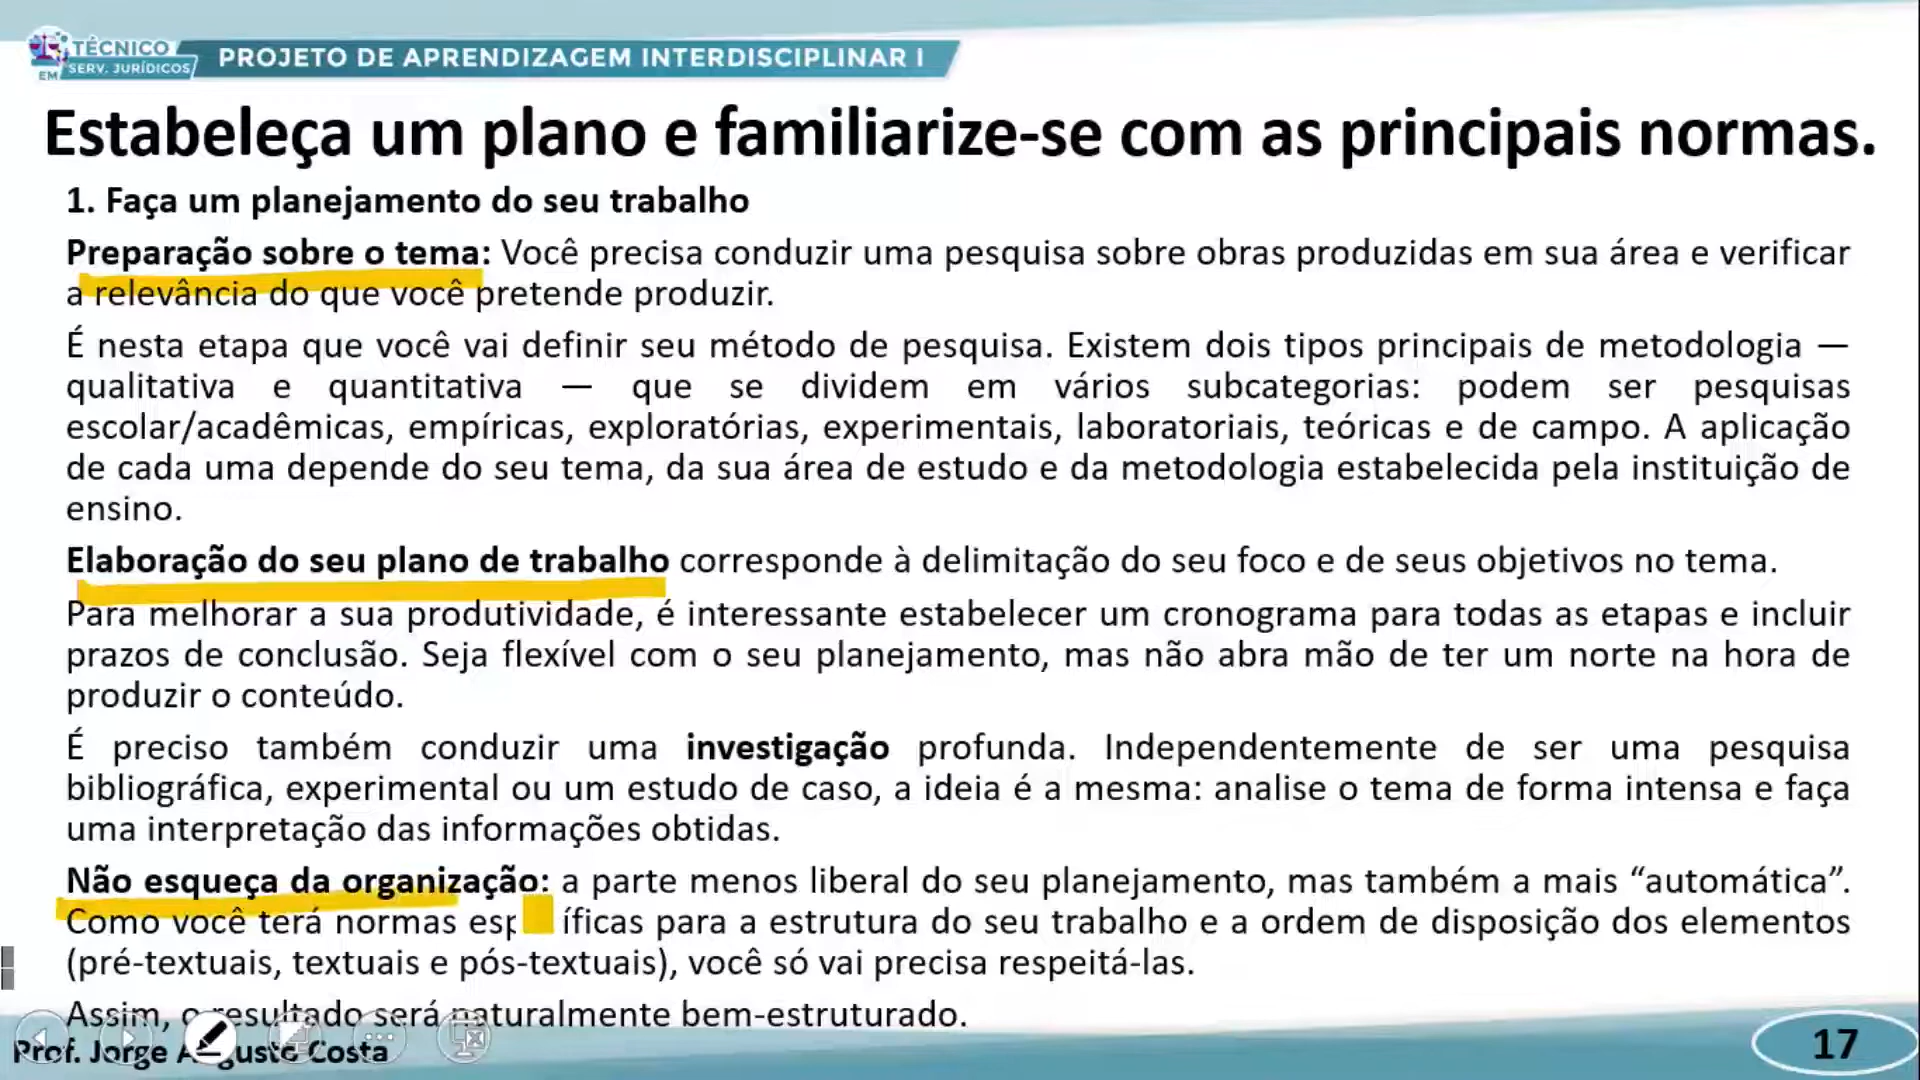 TÉCNICO
EM SERV. JURÍDICOS
PROJETO DE APRENDIZAGEM INTERDISCIPLINAR I
Estabeleça um plano e familiarize-se com as principais normas.
1. Faça um planejamento do seu trabalho
Preparação sobre o tema: Você precisa conduzir uma pesquisa sobre obras produzidas em sua área e verificar
a relevância do que você pretende produzir.
É nesta etapa que você vai definir seu método de pesquisa. Existem dois tipos principais de metodologia —
qualitativa e quantitativa — que se dividem em vários subcategorias: podem ser pesquisas
escolar/acadêmicas, empíricas, exploratórias, experimentais, laboratoriais, teóricas e de campo. A aplicação
de cada uma depende do seu tema, da sua área de estudo e da metodologia estabelecida pela instituição de
ensino.
Elaboração do seu plano de trabalho corresponde à delimitação do seu foco e de seus objetivos no tema.
Para melhorar a sua produtividade, é interessante estabelecer um cronograma para todas as etapas e incluir
prazos de conclusão. Seja flexível com o seu planejamento, mas não abra mão de ter um norte na hora de
produzir o conteúdo.
É preciso também conduzir uma investigação profunda. Independentemente de ser uma pesquisa
bibliográfica, experimental ou um estudo de caso, a ideia é a mesma: analise o tema de forma intensa e faça
uma interpretação das informações obtidas.
Não esqueça da organização: a parte menos liberal do seu planejamento, mas também a mais “automática”.
Como você terá normas esp íficas para a estrutura do seu trabalho e a ordem de disposição dos elementos
(pré-textuais, textuais e pós-textuais), você só vai precisa respeitá-las.
Assim, o resultado será naturalmente bem-estruturado.
Prof. Jorge Augusto Costa
17